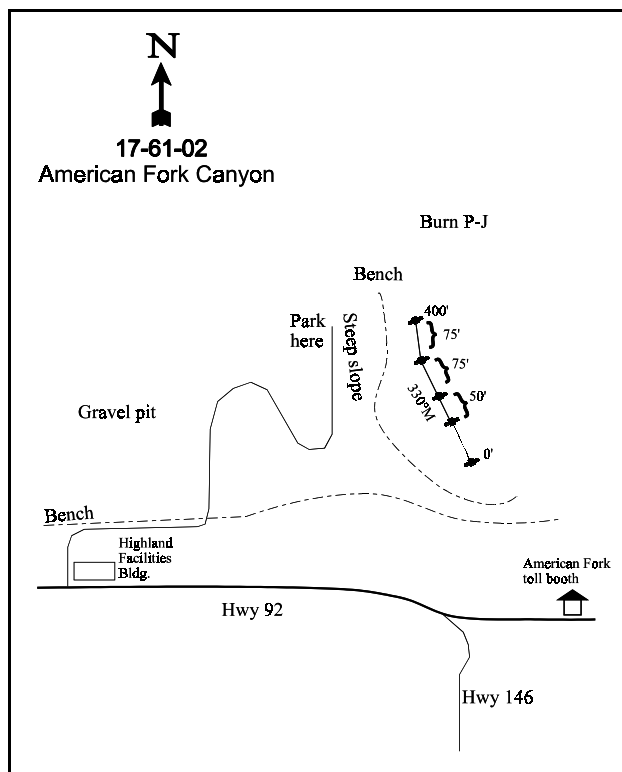 N
17-61-02
American Fork Canyon
Burn P-J
Bench
400'
Park
here
Steep slope
75'
75'
330ºM
50'
Gravel pit
0'
Bench
Highland
Facilities
Bldg.
American Fork
toll booth
Hwy 92
Hwy 146